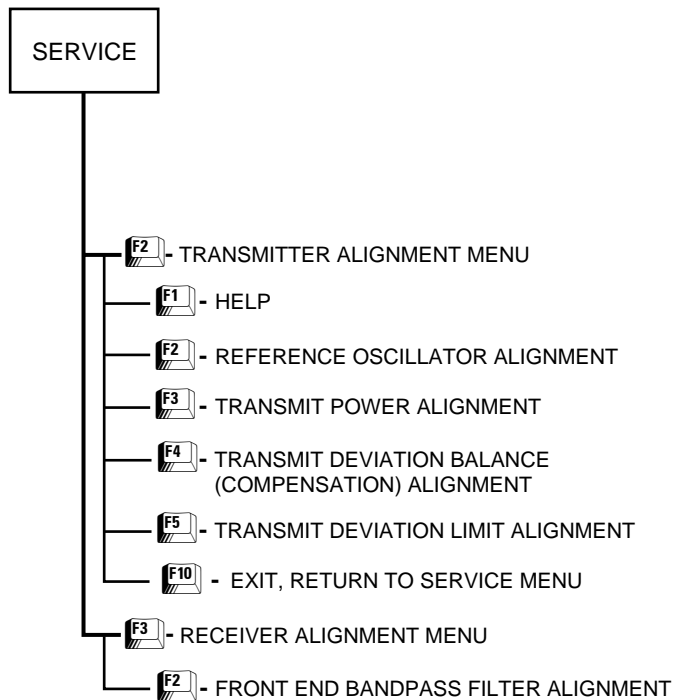 SERVICE
F2 - TRANSMITTER ALIGNMENT MENU
F1 - HELP
F2 - REFERENCE OSCILLATOR ALIGNMENT
F3 - TRANSMIT POWER ALIGNMENT
F4 - TRANSMIT DEVIATION BALANCE
(COMPENSATION) ALIGNMENT
F5 - TRANSMIT DEVIATION LIMIT ALIGNMENT
F10 - EXIT, RETURN TO SERVICE MENU
F3 - RECEIVER ALIGNMENT MENU
F2 - FRONT END BANDPASS FILTER ALIGNMENT